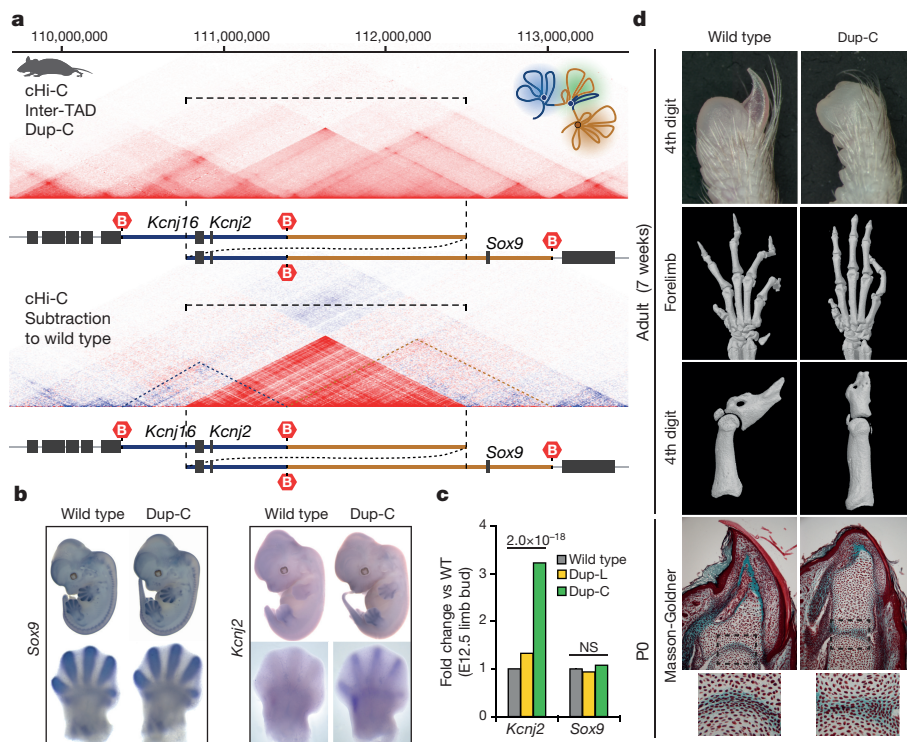 a
110,000,000 111,000,000 112,000,000 113,000,000
cHi-C
Inter-TAD
Dup-C
B B B
Kcnj16 Kcnj2 Sox9
B
cHi-C
Subtraction
to wild type
B B B
Kcnj16 Kcnj2 Sox9
B
b
Wild type Dup-C
Sox9
Wild type Dup-C
Kcnj2
c
Fold change vs WT
(E12.5 limb bud)
4
3
2
1
0
2.0×10⁻¹⁸
Wild type
Dup-L
Dup-C
NS
Kcnj2 Sox9
d
Wild type Dup-C
Adult (7 weeks)
4th digit
Forelimb
4th digit
P0
Masson-Goldner